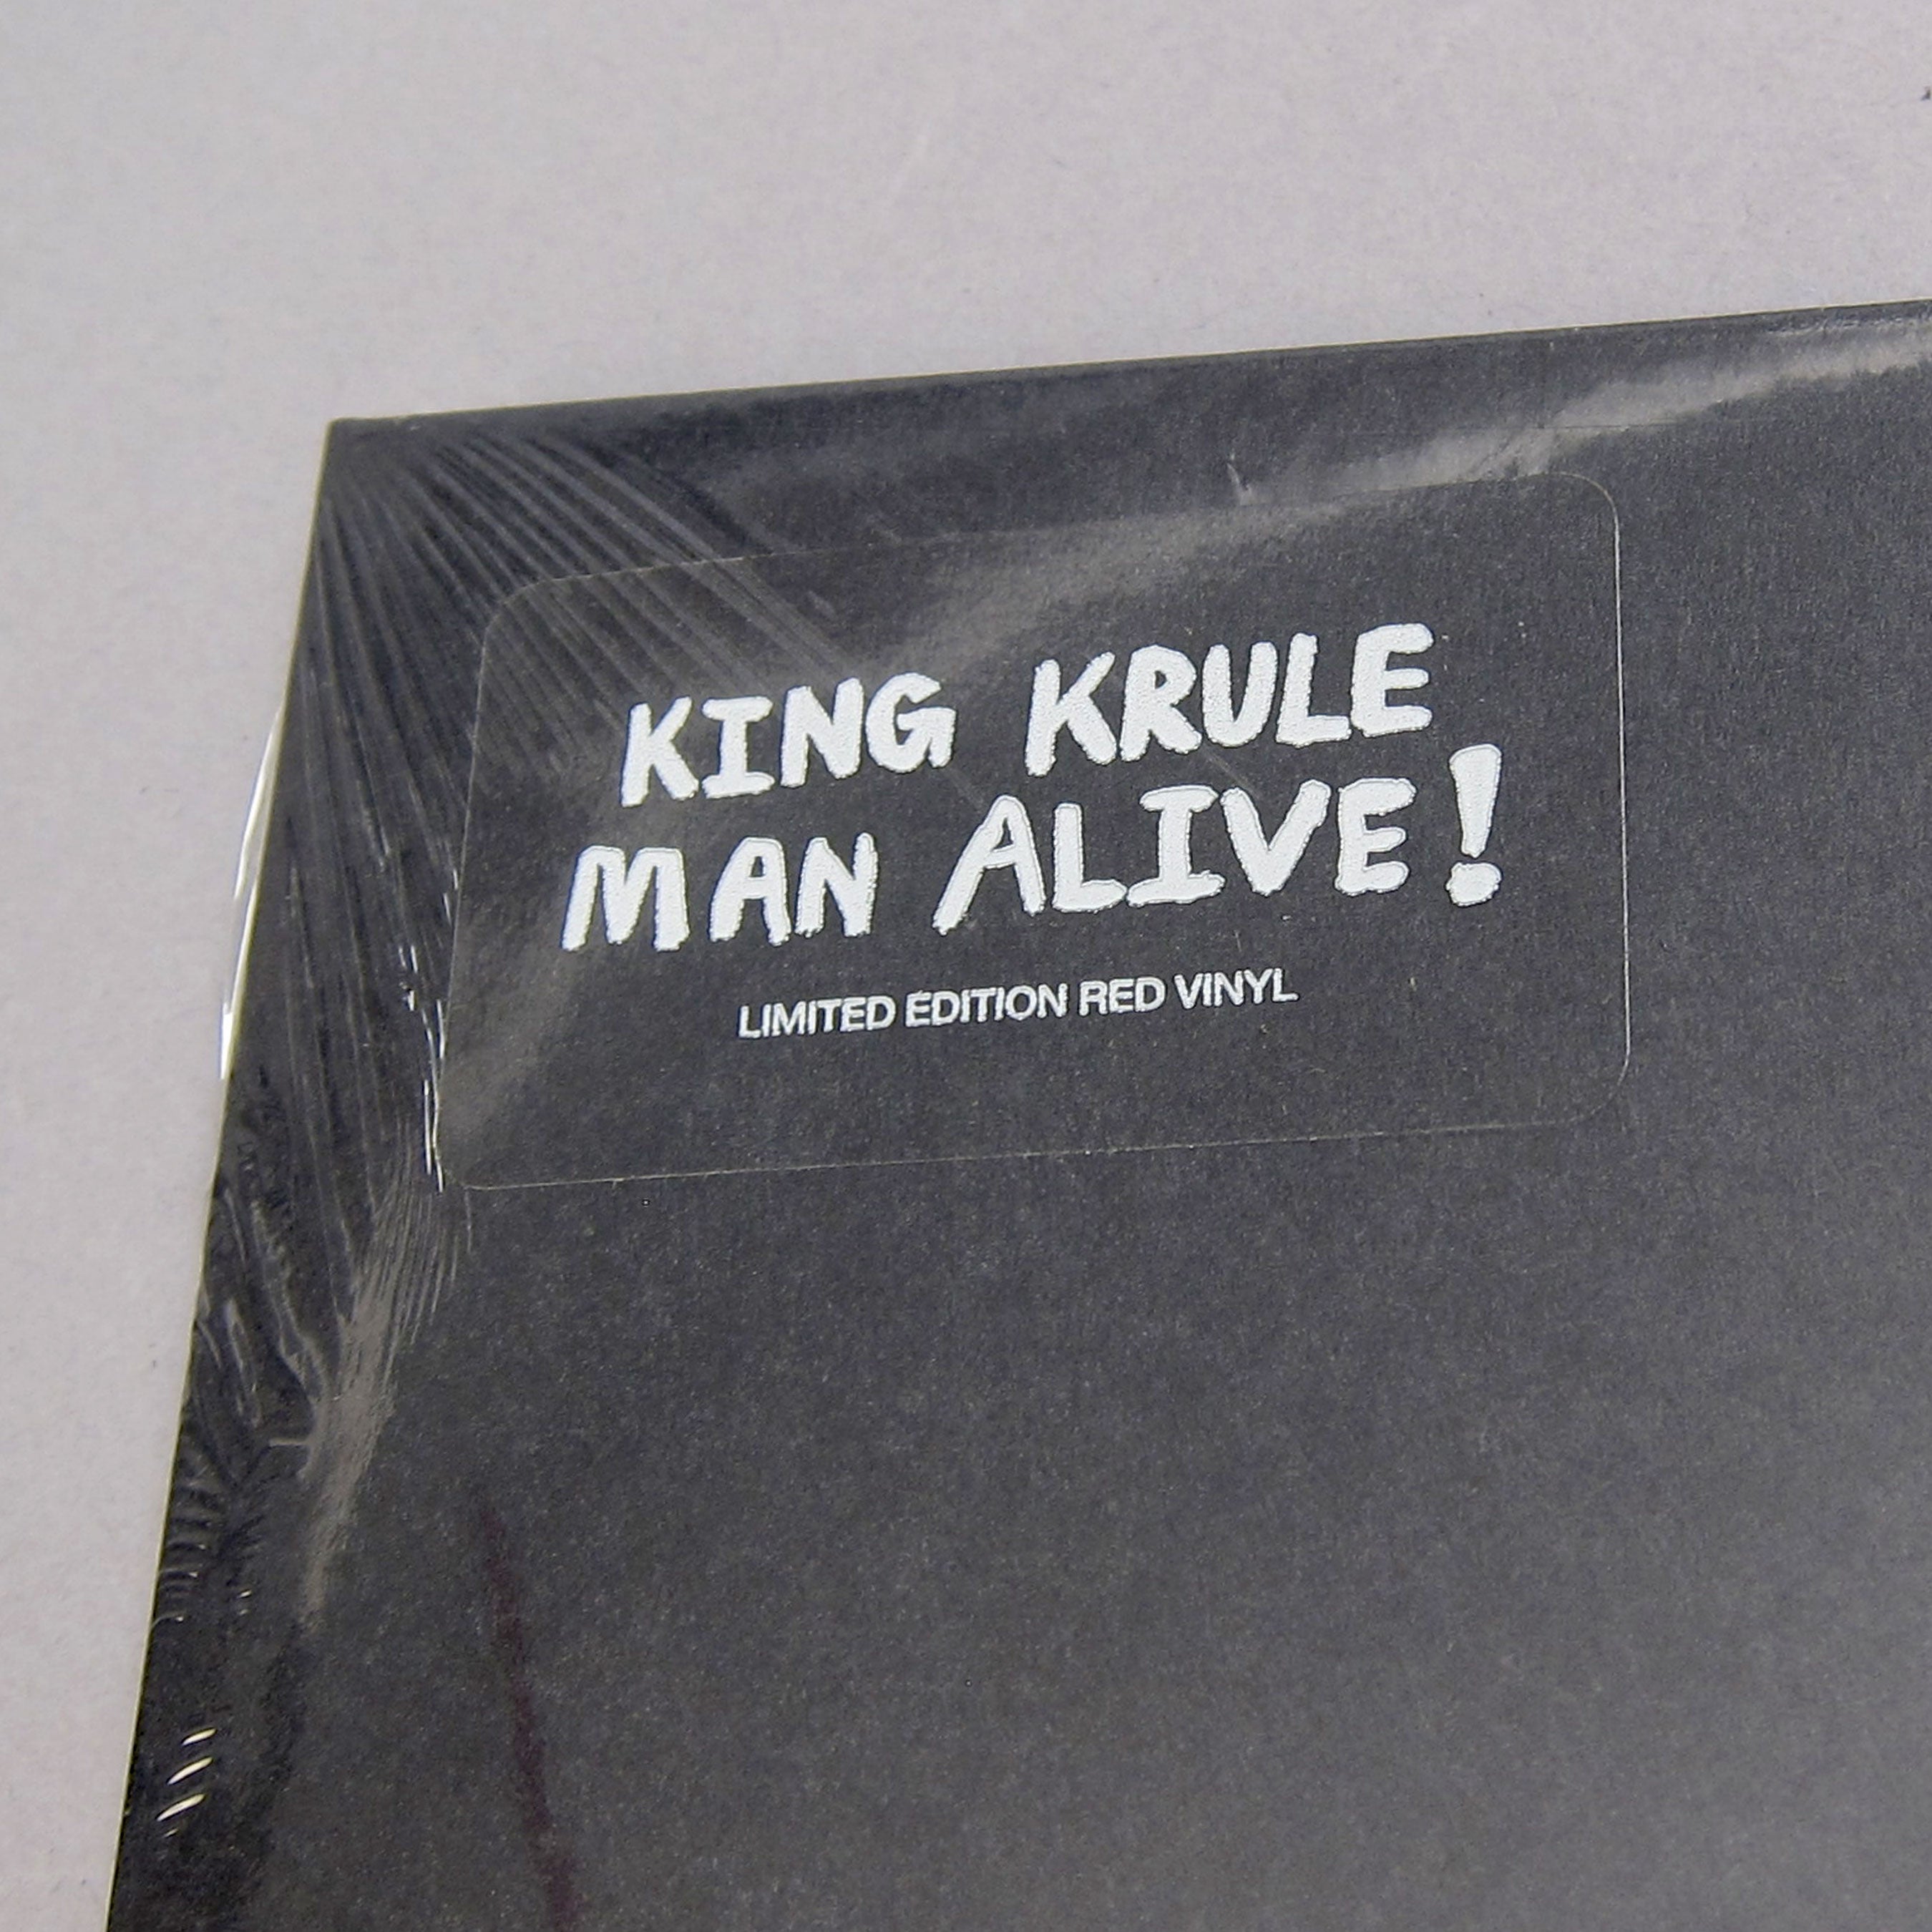 KING KRULE
MAN ALIVE!
LIMITED EDITION RED VINYL